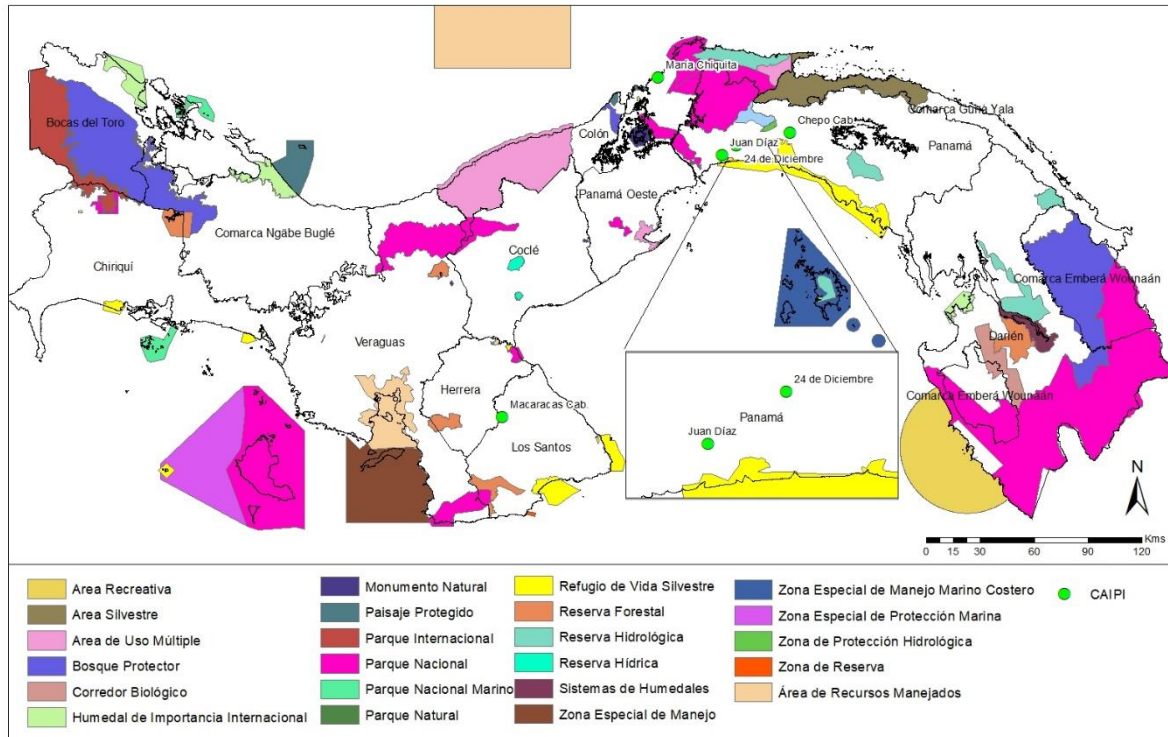 María Chiquita
Bocas del Toro
Colón
Comarca Guna Yala
Chepo Cab.
Panamá
Juan Díaz
24 de Diciembre
Panamá Oeste
Comarca Ngäbe Buglé
Coclé
Chiriquí
Comarca Emberá Wounaán
Veraguas
Darién
Herrera
24 de Diciembre
Comarca Emberá Wounaán
Macaracas Cab.
Panamá
Juan Díaz
Los Santos
N
Kms
0 15 30 60 90 120
Area Recreativa
Area Silvestre
Area de Uso Múltiple
Bosque Protector
Corredor Biológico
Humedal de Importancia Internacional
Monumento Natural
Paisaje Protegido
Parque Internacional
Parque Nacional
Parque Nacional Marino
Parque Natural
Refugio de Vida Silvestre
Reserva Forestal
Reserva Hidrológica
Reserva Hídrica
Sistemas de Humedales
Zona Especial de Manejo
Zona Especial de Manejo Marino Costero
Zona Especial de Protección Marina
Zona de Protección Hidrológica
Zona de Reserva
Área de Recursos Manejados
CAIPI